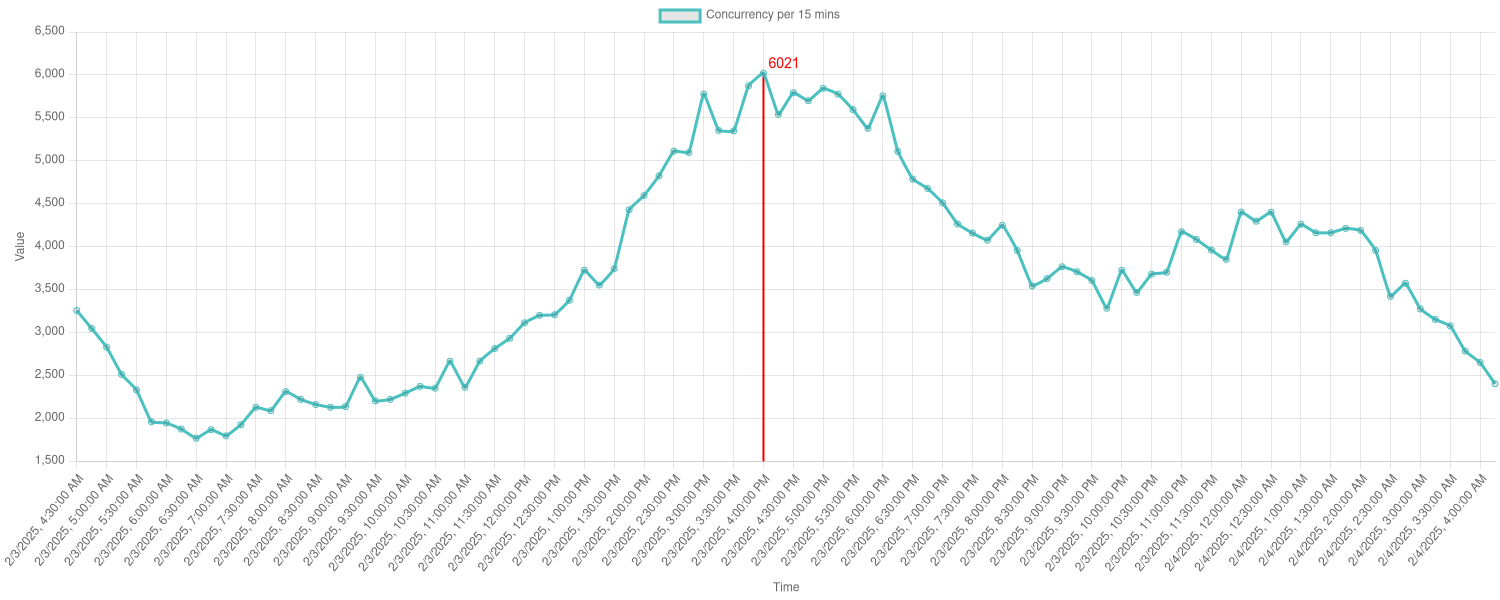 Concurrency per 15 mins
6,500
6,000
5,500
5,000
4,500
4,000
3,500
3,000
2,500
2,000
1,500
Value
6021
2/3/2025, 4:30:00 AM
2/3/2025, 5:00:00 AM
2/3/2025, 5:30:00 AM
2/3/2025, 6:00:00 AM
2/3/2025, 6:30:00 AM
2/3/2025, 7:00:00 AM
2/3/2025, 7:30:00 AM
2/3/2025, 8:00:00 AM
2/3/2025, 8:30:00 AM
2/3/2025, 9:00:00 AM
2/3/2025, 9:30:00 AM
2/3/2025, 10:00:00 AM
2/3/2025, 10:30:00 AM
2/3/2025, 11:00:00 AM
2/3/2025, 11:30:00 AM
2/3/2025, 12:00:00 PM
2/3/2025, 12:30:00 PM
2/3/2025, 1:00:00 PM
2/3/2025, 1:30:00 PM
2/3/2025, 2:00:00 PM
2/3/2025, 2:30:00 PM
2/3/2025, 3:00:00 PM
2/3/2025, 3:30:00 PM
2/3/2025, 4:00:00 PM
2/3/2025, 4:30:00 PM
2/3/2025, 5:00:00 PM
2/3/2025, 5:30:00 PM
2/3/2025, 6:00:00 PM
2/3/2025, 6:30:00 PM
2/3/2025, 7:00:00 PM
2/3/2025, 7:30:00 PM
2/3/2025, 8:00:00 PM
2/3/2025, 8:30:00 PM
2/3/2025, 9:00:00 PM
2/3/2025, 9:30:00 PM
2/3/2025, 10:00:00 PM
2/3/2025, 10:30:00 PM
2/3/2025, 11:00:00 PM
2/3/2025, 11:30:00 PM
2/4/2025, 12:00:00 AM
2/4/2025, 12:30:00 AM
2/4/2025, 1:00:00 AM
2/4/2025, 1:30:00 AM
2/4/2025, 2:00:00 AM
2/4/2025, 2:30:00 AM
2/4/2025, 3:00:00 AM
2/4/2025, 3:30:00 AM
2/4/2025, 4:00:00 AM
Time